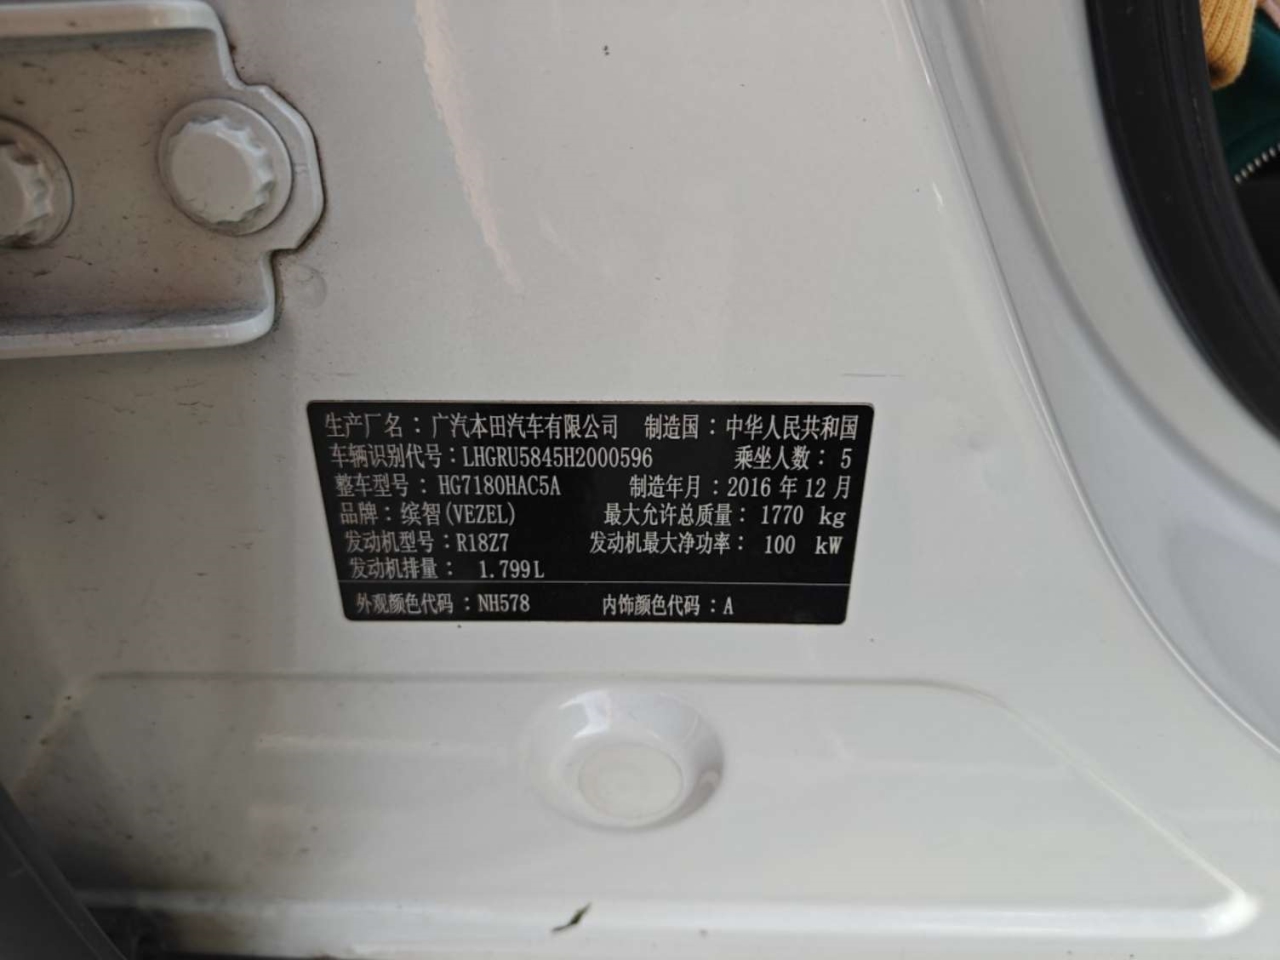 生产厂名：广汽本田汽车有限公司 制造国：中华人民共和国
车辆识别代号：LHGRU5845H2000596 乘坐人数：5
整车型号：HG7180HAC5A 制造年月：2016 年 12 月
品牌：缤智(VEZEL) 最大允许总质量：1770 kg
发动机型号：R18Z7 发动机最大净功率：100 kW
发动机排量：1.799L
外观颜色代码：NH578 内饰颜色代码：A